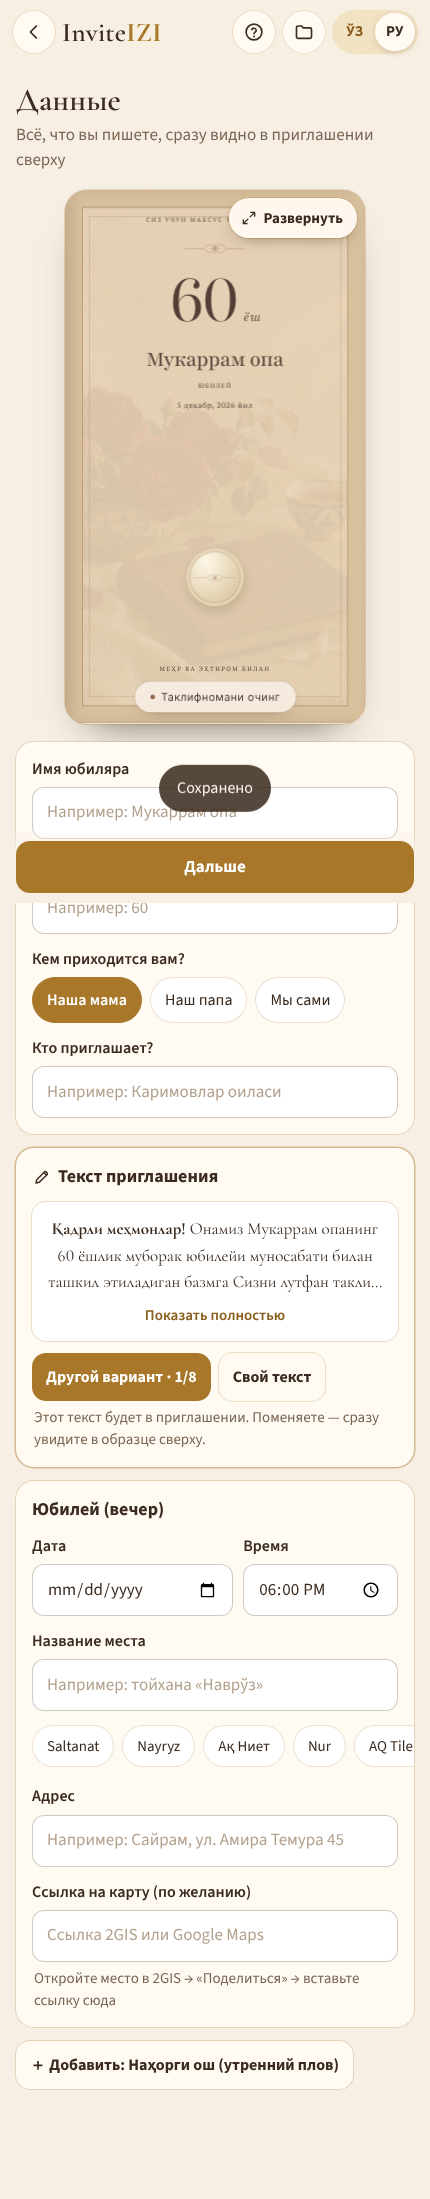 InviteIZI
ЎЗ
РУ
Данные
Всё, что вы пишете, сразу видно в приглашении
сверху
СИЗ УЧУН МАХСУС
Развернуть
60 ёш
Мукаррам опа
ЮБИЛЕЙ
5 декабр, 2026 йил
МЕҲР ВА ЭҲТИРОМ БИЛАН
Таклифномани очинг
Имя юбиляра
Сохранено
Например: Мукаррам опа
Дальше
Например: 60
Кем приходится вам?
Наша мама
Наш папа
Мы сами
Кто приглашает?
Например: Каримовлар оиласи
Текст приглашения
Қадрли меҳмонлар! Онамиз Мукаррам опанинг
60 ёшлик муборак юбилейи муносабати билан
ташкил этиладиган базмга Сизни лутфан такли...
Показать полностью
Другой вариант · 1/8
Свой текст
Этот текст будет в приглашении. Поменяете — сразу
увидите в образце сверху.
Юбилей (вечер)
Дата
Время
mm/dd/yyyy
06:00 PM
Название места
Например: тойхана «Наврўз»
Saltanat
Nayryz
Ақ Ниет
Nur
AQ Tile
Адрес
Например: Сайрам, ул. Амира Темура 45
Ссылка на карту (по желанию)
Ссылка 2GIS или Google Maps
Откройте место в 2GIS → «Поделиться» → вставьте
ссылку сюда
+ Добавить: Наҳорги ош (утренний плов)